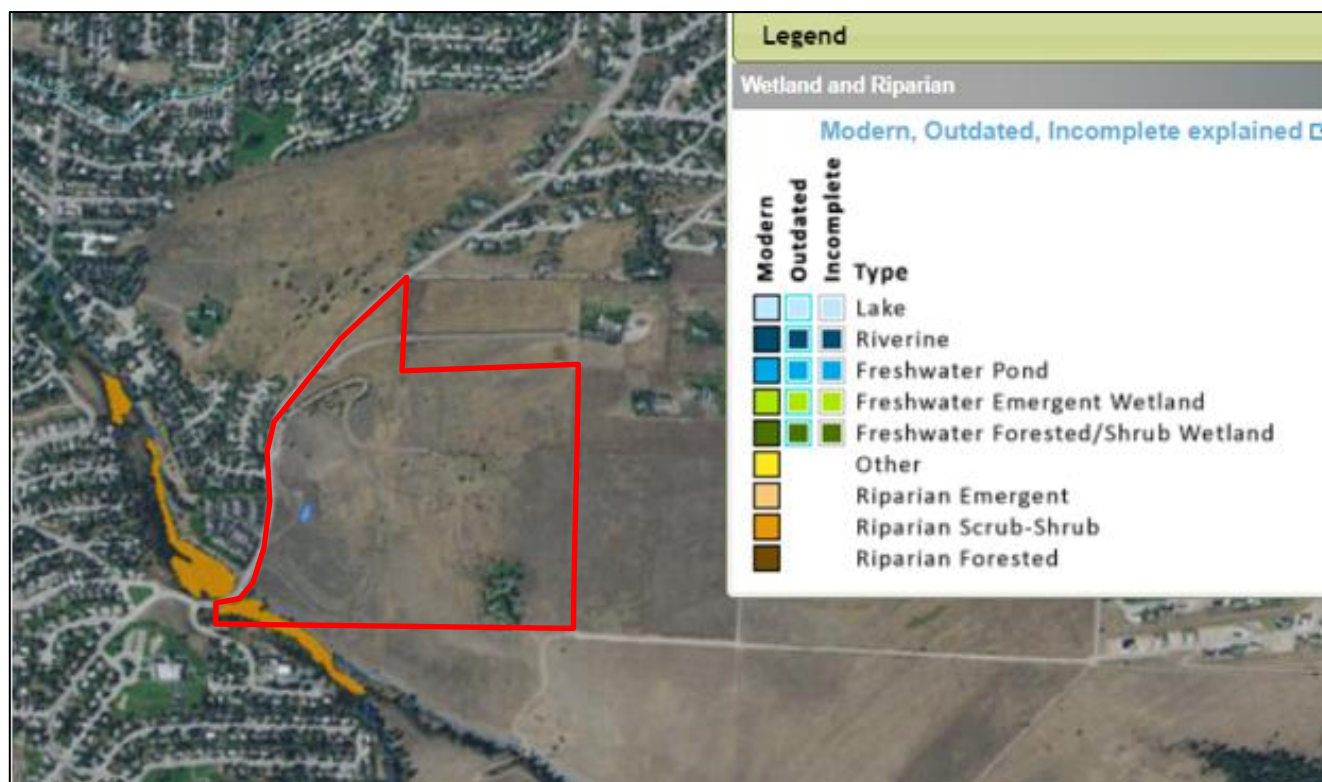 Legend
Wetland and Riparian
Modern, Outdated, Incomplete explained
Modern
Outdated
Incomplete
Type
Lake
Riverine
Freshwater Pond
Freshwater Emergent Wetland
Freshwater Forested/Shrub Wetland
Other
Riparian Emergent
Riparian Scrub-Shrub
Riparian Forested